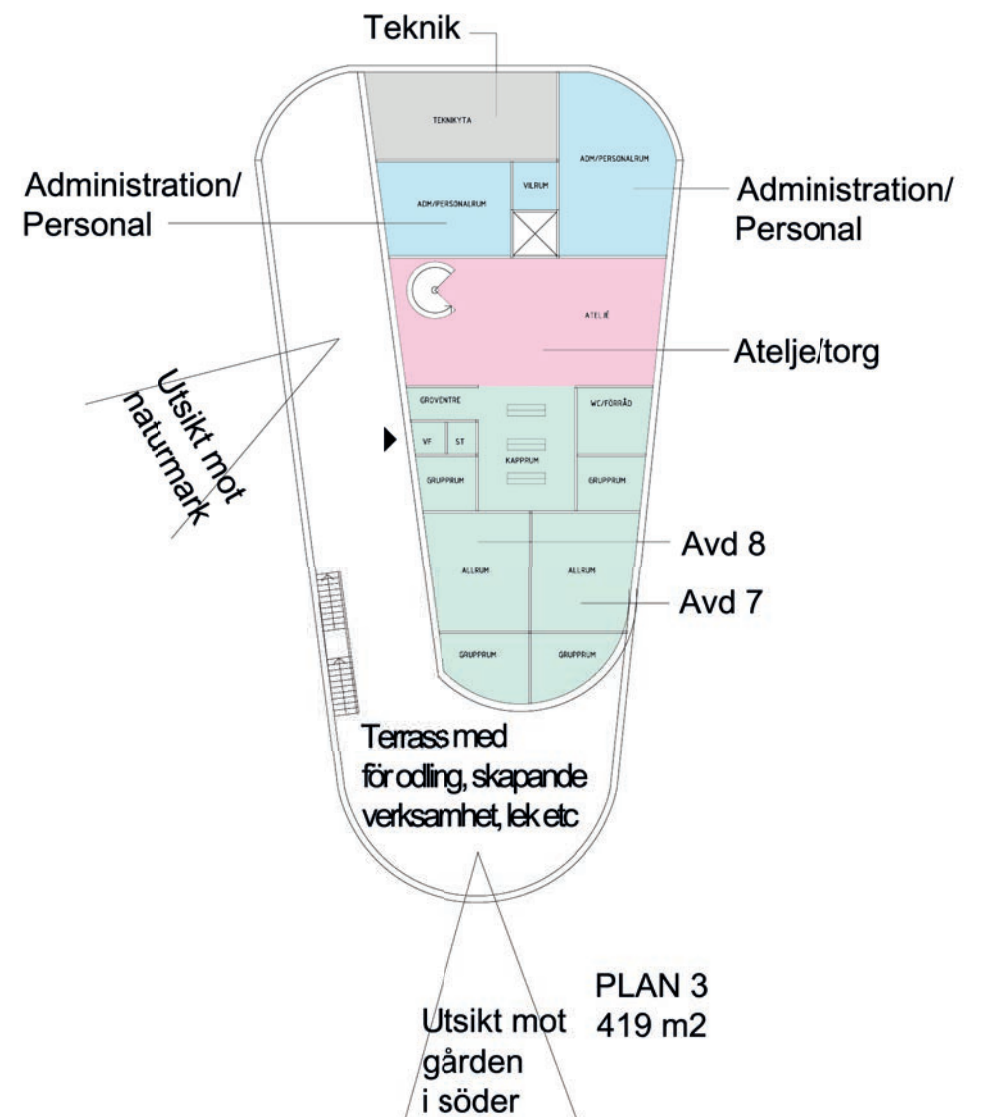 Teknik
TEKNIKYTA
ADM/PERSONALRUM
VILRUM
ADM/PERSONALRUM
Administration/
Personal
Administration/
Personal
ATELJÉ
Atelje/torg
Utsikt mot
naturmark
GROVENTRE
WC/FÖRRÅD
VF
ST
KAPPRUM
GRUPPRUM
GRUPPRUM
Avd 8
ALLRUM
ALLRUM
Avd 7
GRUPPRUM
GRUPPRUM
Terrass med
för odling, skapande
verksamhet, lek etc
PLAN 3
419 m2
Utsikt mot
gården
i söder